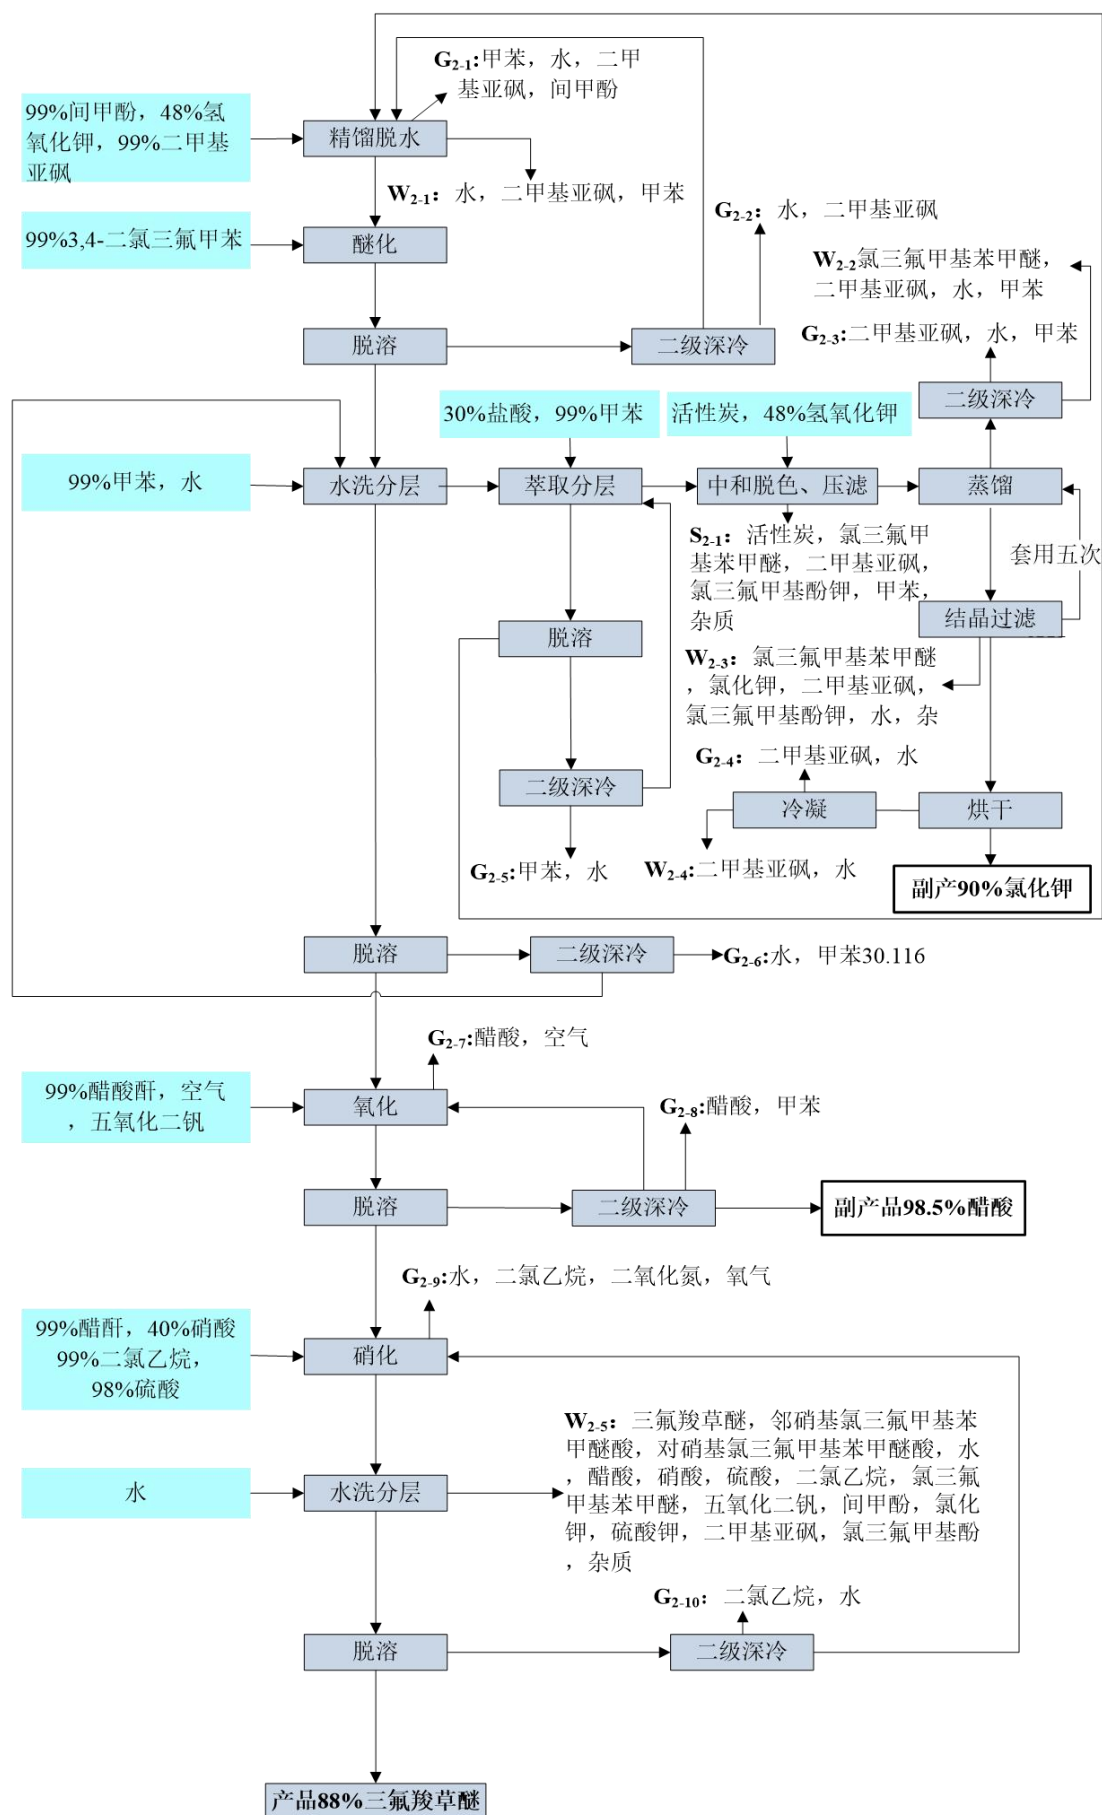 G2-1:甲苯，水，二甲
基亚砜，间甲酚
99%间甲酚，48%氢
氧化钾，99%二甲基
亚砜
精馏脱水
W2-1：水，二甲基亚砜，甲苯
99%3,4-二氯三氟甲苯
醚化
G2-2：水，二甲基亚砜
W2-2氯三氟甲基苯甲醚，
二甲基亚砜，水，甲苯
脱溶
二级深冷
G2-3:二甲基亚砜，水，甲苯
二级深冷
30%盐酸，99%甲苯
活性炭，48%氢氧化钾
99%甲苯，水
水洗分层
萃取分层
中和脱色、压滤
蒸馏
S2-1：活性炭，氯三氟甲
基苯甲醚，二甲基亚砜，
氯三氟甲基酚钾，甲苯，
杂质
套用五次
结晶过滤
脱溶
W2-3：氯三氟甲基苯甲醚
，氯化钾，二甲基亚砜，
氯三氟甲基酚钾，水，杂
G2-4：二甲基亚砜，水
二级深冷
冷凝
烘干
G2-5:甲苯，水
W2-4:二甲基亚砜，水
副产90%氯化钾
脱溶
二级深冷
G2-6:水，甲苯30.116
G2-7:醋酸，空气
99%醋酸酐，空气
，五氧化二钒
氧化
G2-8:醋酸，甲苯
脱溶
二级深冷
副产品98.5%醋酸
G2-9:水，二氯乙烷，二氧化氮，氧气
99%醋酐，40%硝酸
99%二氯乙烷，
98%硫酸
硝化
W2-5：三氟羧草醚，邻硝基氯三氟甲基苯
甲醚酸，对硝基氯三氟甲基苯甲醚酸，水
，醋酸，硝酸，硫酸，二氯乙烷，氯三氟
甲基苯甲醚，五氧化二钒，间甲酚，氯化
钾，硫酸钾，二甲基亚砜，氯三氟甲基酚
，杂质
水
水洗分层
G2-10：二氯乙烷，水
脱溶
二级深冷
产品88%三氟羧草醚